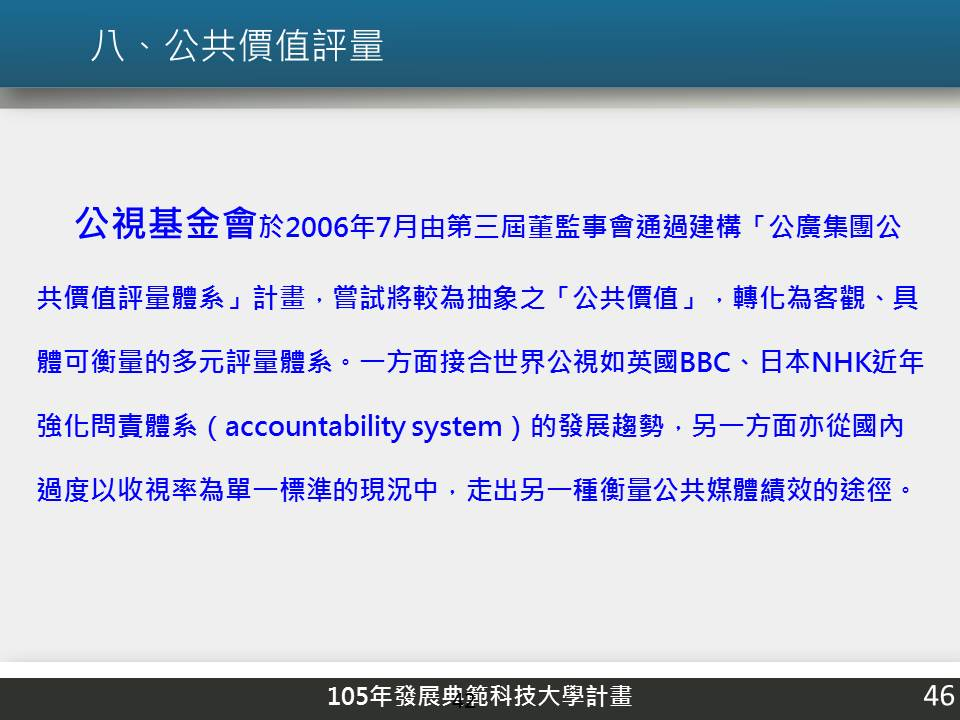 八、公共價值評量
公視基金會於2006年7月由第三屆董監事會通過建構「公廣集團公
共價值評量體系」計畫，嘗試將較為抽象之「公共價值」，轉化為客觀、具
體可衡量的多元評量體系。一方面接合世界公視如英國BBC、日本NHK近年
強化問責體系（accountability system）的發展趨勢，另一方面亦從國內
過度以收視率為單一標準的現況中，走出另一種衡量公共媒體績效的途徑。
105年發展典範科技大學計畫
42
46